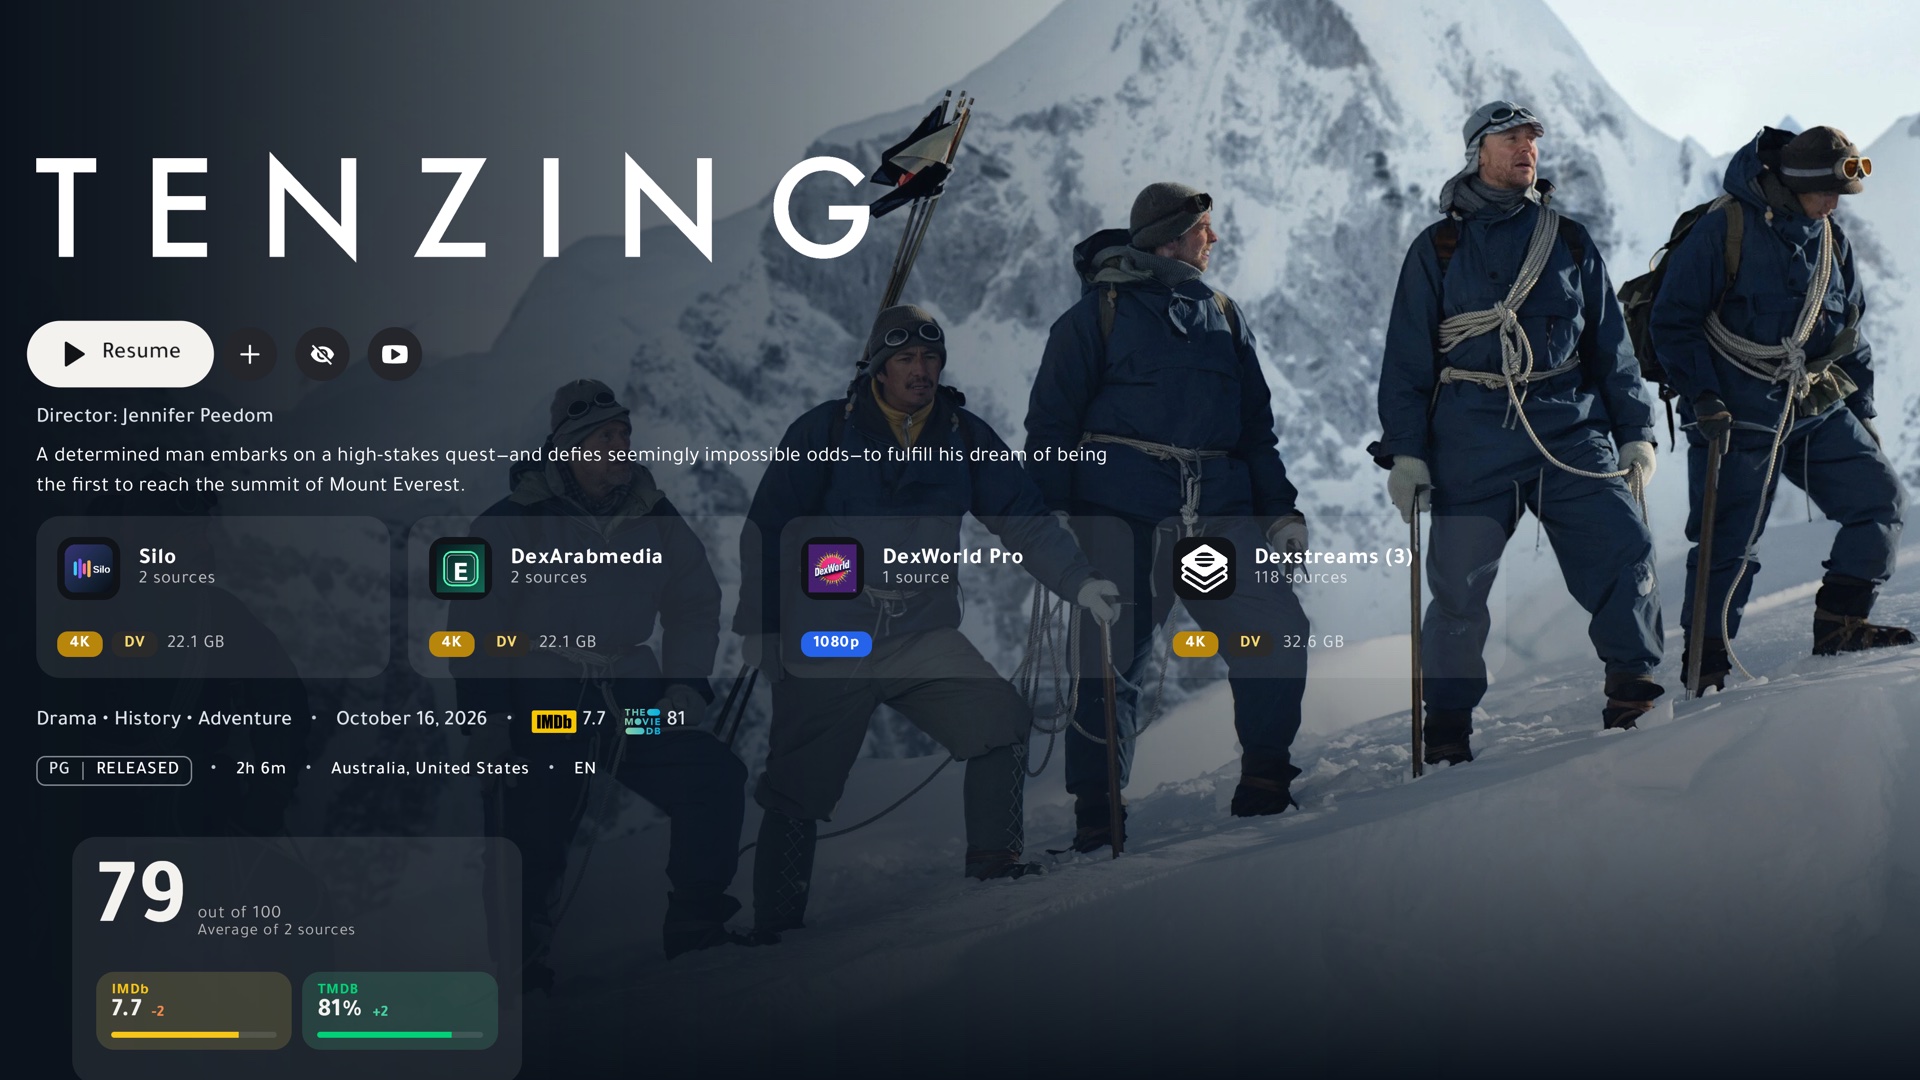 TENZING
Resume
Director: Jennifer Peedom
A determined man embarks on a high-stakes quest—and defies seemingly impossible odds—to fulfill his dream of being
the first to reach the summit of Mount Everest.
Silo
Silo
2 sources
4K DV 22.1 GB
E
DexArabmedia
2 sources
4K DV 22.1 GB
DexWorld
DexWorld Pro
1 source
1080p
Dexstreams (3)
118 sources
4K DV 32.6 GB
Drama • History • Adventure • October 16, 2026 • IMDb 7.7 THE MOVIE DB 81
PG | RELEASED • 2h 6m • Australia, United States • EN
79 out of 100
Average of 2 sources
IMDb
7.7 -2
TMDB
81% +2